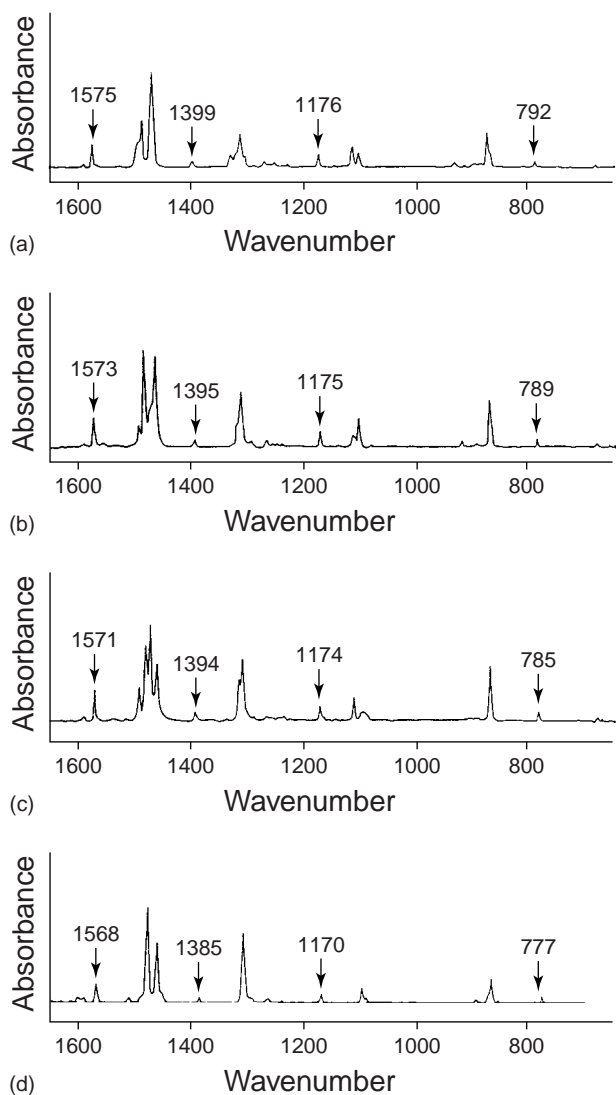 Absorbance
1575
1399
1176
792
1600 1400 1200 1000 800
(a)
Wavenumber
Absorbance
1573
1395
1175
789
1600 1400 1200 1000 800
(b)
Wavenumber
Absorbance
1571
1394
1174
785
1600 1400 1200 1000 800
(c)
Wavenumber
Absorbance
1568
1385
1170
777
1600 1400 1200 1000 800
(d)
Wavenumber